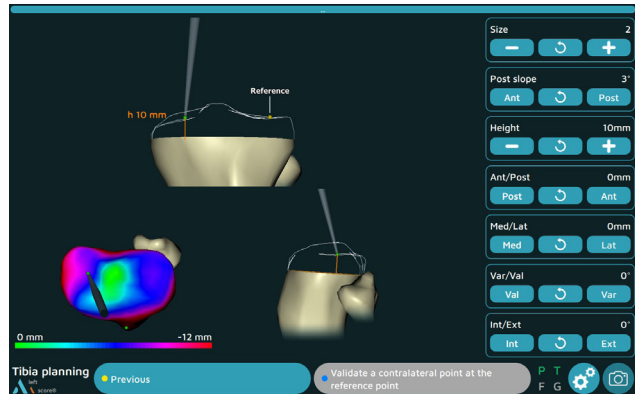 Size 2
Post slope 3°
Ant Post
Reference
h 10 mm
Height 10mm
Ant/Post 0mm
Post Ant
Med/Lat 0mm
Med Lat
Var/Val 0°
Val Var
0 mm -12 mm
Int/Ext 0°
Int Ext
Tibia planning
left
score®
Previous
Validate a contralateral point at the
reference point
P T
F G